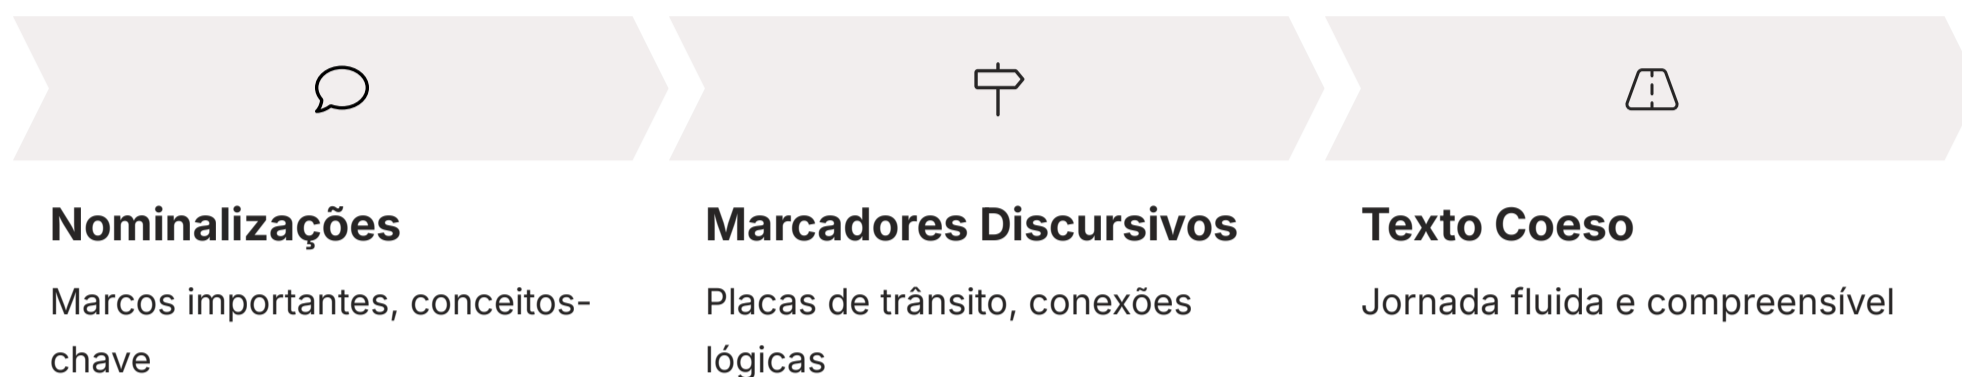 Nominalizações
Marcos importantes, conceitos-
chave
Marcadores Discursivos
Placas de trânsito, conexões
lógicas
Texto Coeso
Jornada fluida e compreensível